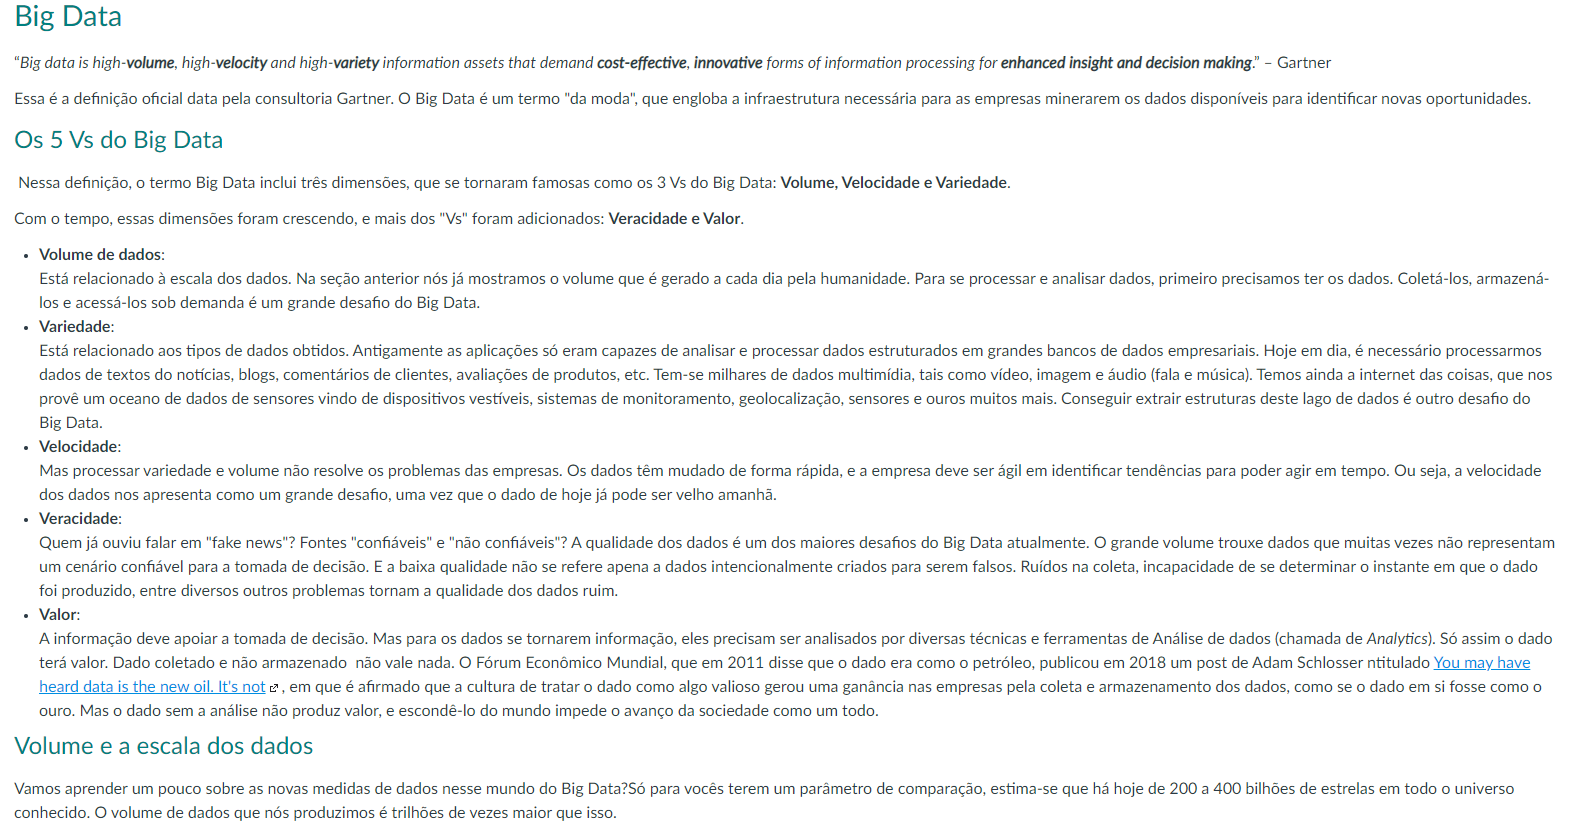 Big Data
“Big data is high-volume, high-velocity and high-variety information assets that demand cost-effective, innovative forms of information processing for enhanced insight and decision making.” – Gartner
Essa é a definição oficial data pela consultoria Gartner. O Big Data é um termo "da moda", que engloba a infraestrutura necessária para as empresas minerarem os dados disponíveis para identificar novas oportunidades.
Os 5 Vs do Big Data
Nessa definição, o termo Big Data inclui três dimensões, que se tornaram famosas como os 3 Vs do Big Data: Volume, Velocidade e Variedade.
Com o tempo, essas dimensões foram crescendo, e mais dos "Vs" foram adicionados: Veracidade e Valor.
• Volume de dados:
Está relacionado à escala dos dados. Na seção anterior nós já mostramos o volume que é gerado a cada dia pela humanidade. Para se processar e analisar dados, primeiro precisamos ter os dados. Coletá-los, armazená-
los e acessá-los sob demanda é um grande desafio do Big Data.
• Variedade:
Está relacionado aos tipos de dados obtidos. Antigamente as aplicações só eram capazes de analisar e processar dados estruturados em grandes bancos de dados empresariais. Hoje em dia, é necessário processarmos
dados de textos do notícias, blogs, comentários de clientes, avaliações de produtos, etc. Tem-se milhares de dados multimídia, tais como vídeo, imagem e áudio (fala e música). Temos ainda a internet das coisas, que nos
provê um oceano de dados de sensores vindo de dispositivos vestíveis, sistemas de monitoramento, geolocalização, sensores e ouros muitos mais. Conseguir extrair estruturas deste lago de dados é outro desafio do
Big Data.
• Velocidade:
Mas processar variedade e volume não resolve os problemas das empresas. Os dados têm mudado de forma rápida, e a empresa deve ser ágil em identificar tendências para poder agir em tempo. Ou seja, a velocidade
dos dados nos apresenta como um grande desafio, uma vez que o dado de hoje já pode ser velho amanhã.
• Veracidade:
Quem já ouviu falar em "fake news"? Fontes "confiáveis" e "não confiáveis"? A qualidade dos dados é um dos maiores desafios do Big Data atualmente. O grande volume trouxe dados que muitas vezes não representam
um cenário confiável para a tomada de decisão. E a baixa qualidade não se refere apena a dados intencionalmente criados para serem falsos. Ruídos na coleta, incapacidade de se determinar o instante em que o dado
foi produzido, entre diversos outros problemas tornam a qualidade dos dados ruim.
• Valor:
A informação deve apoiar a tomada de decisão. Mas para os dados se tornarem informação, eles precisam ser analisados por diversas técnicas e ferramentas de Análise de dados (chamada de Analytics). Só assim o dado
terá valor. Dado coletado e não armazenado  não vale nada. O Fórum Econômico Mundial, que em 2011 disse que o dado era como o petróleo, publicou em 2018 um post de Adam Schlosser ntitulado You may have
heard data is the new oil. It's not , em que é afirmado que a cultura de tratar o dado como algo valioso gerou uma ganância nas empresas pela coleta e armazenamento dos dados, como se o dado em si fosse como o
ouro. Mas o dado sem a análise não produz valor, e escondê-lo do mundo impede o avanço da sociedade como um todo.
Volume e a escala dos dados
Vamos aprender um pouco sobre as novas medidas de dados nesse mundo do Big Data?Só para vocês terem um parâmetro de comparação, estima-se que há hoje de 200 a 400 bilhões de estrelas em todo o universo
conhecido. O volume de dados que nós produzimos é trilhões de vezes maior que isso.